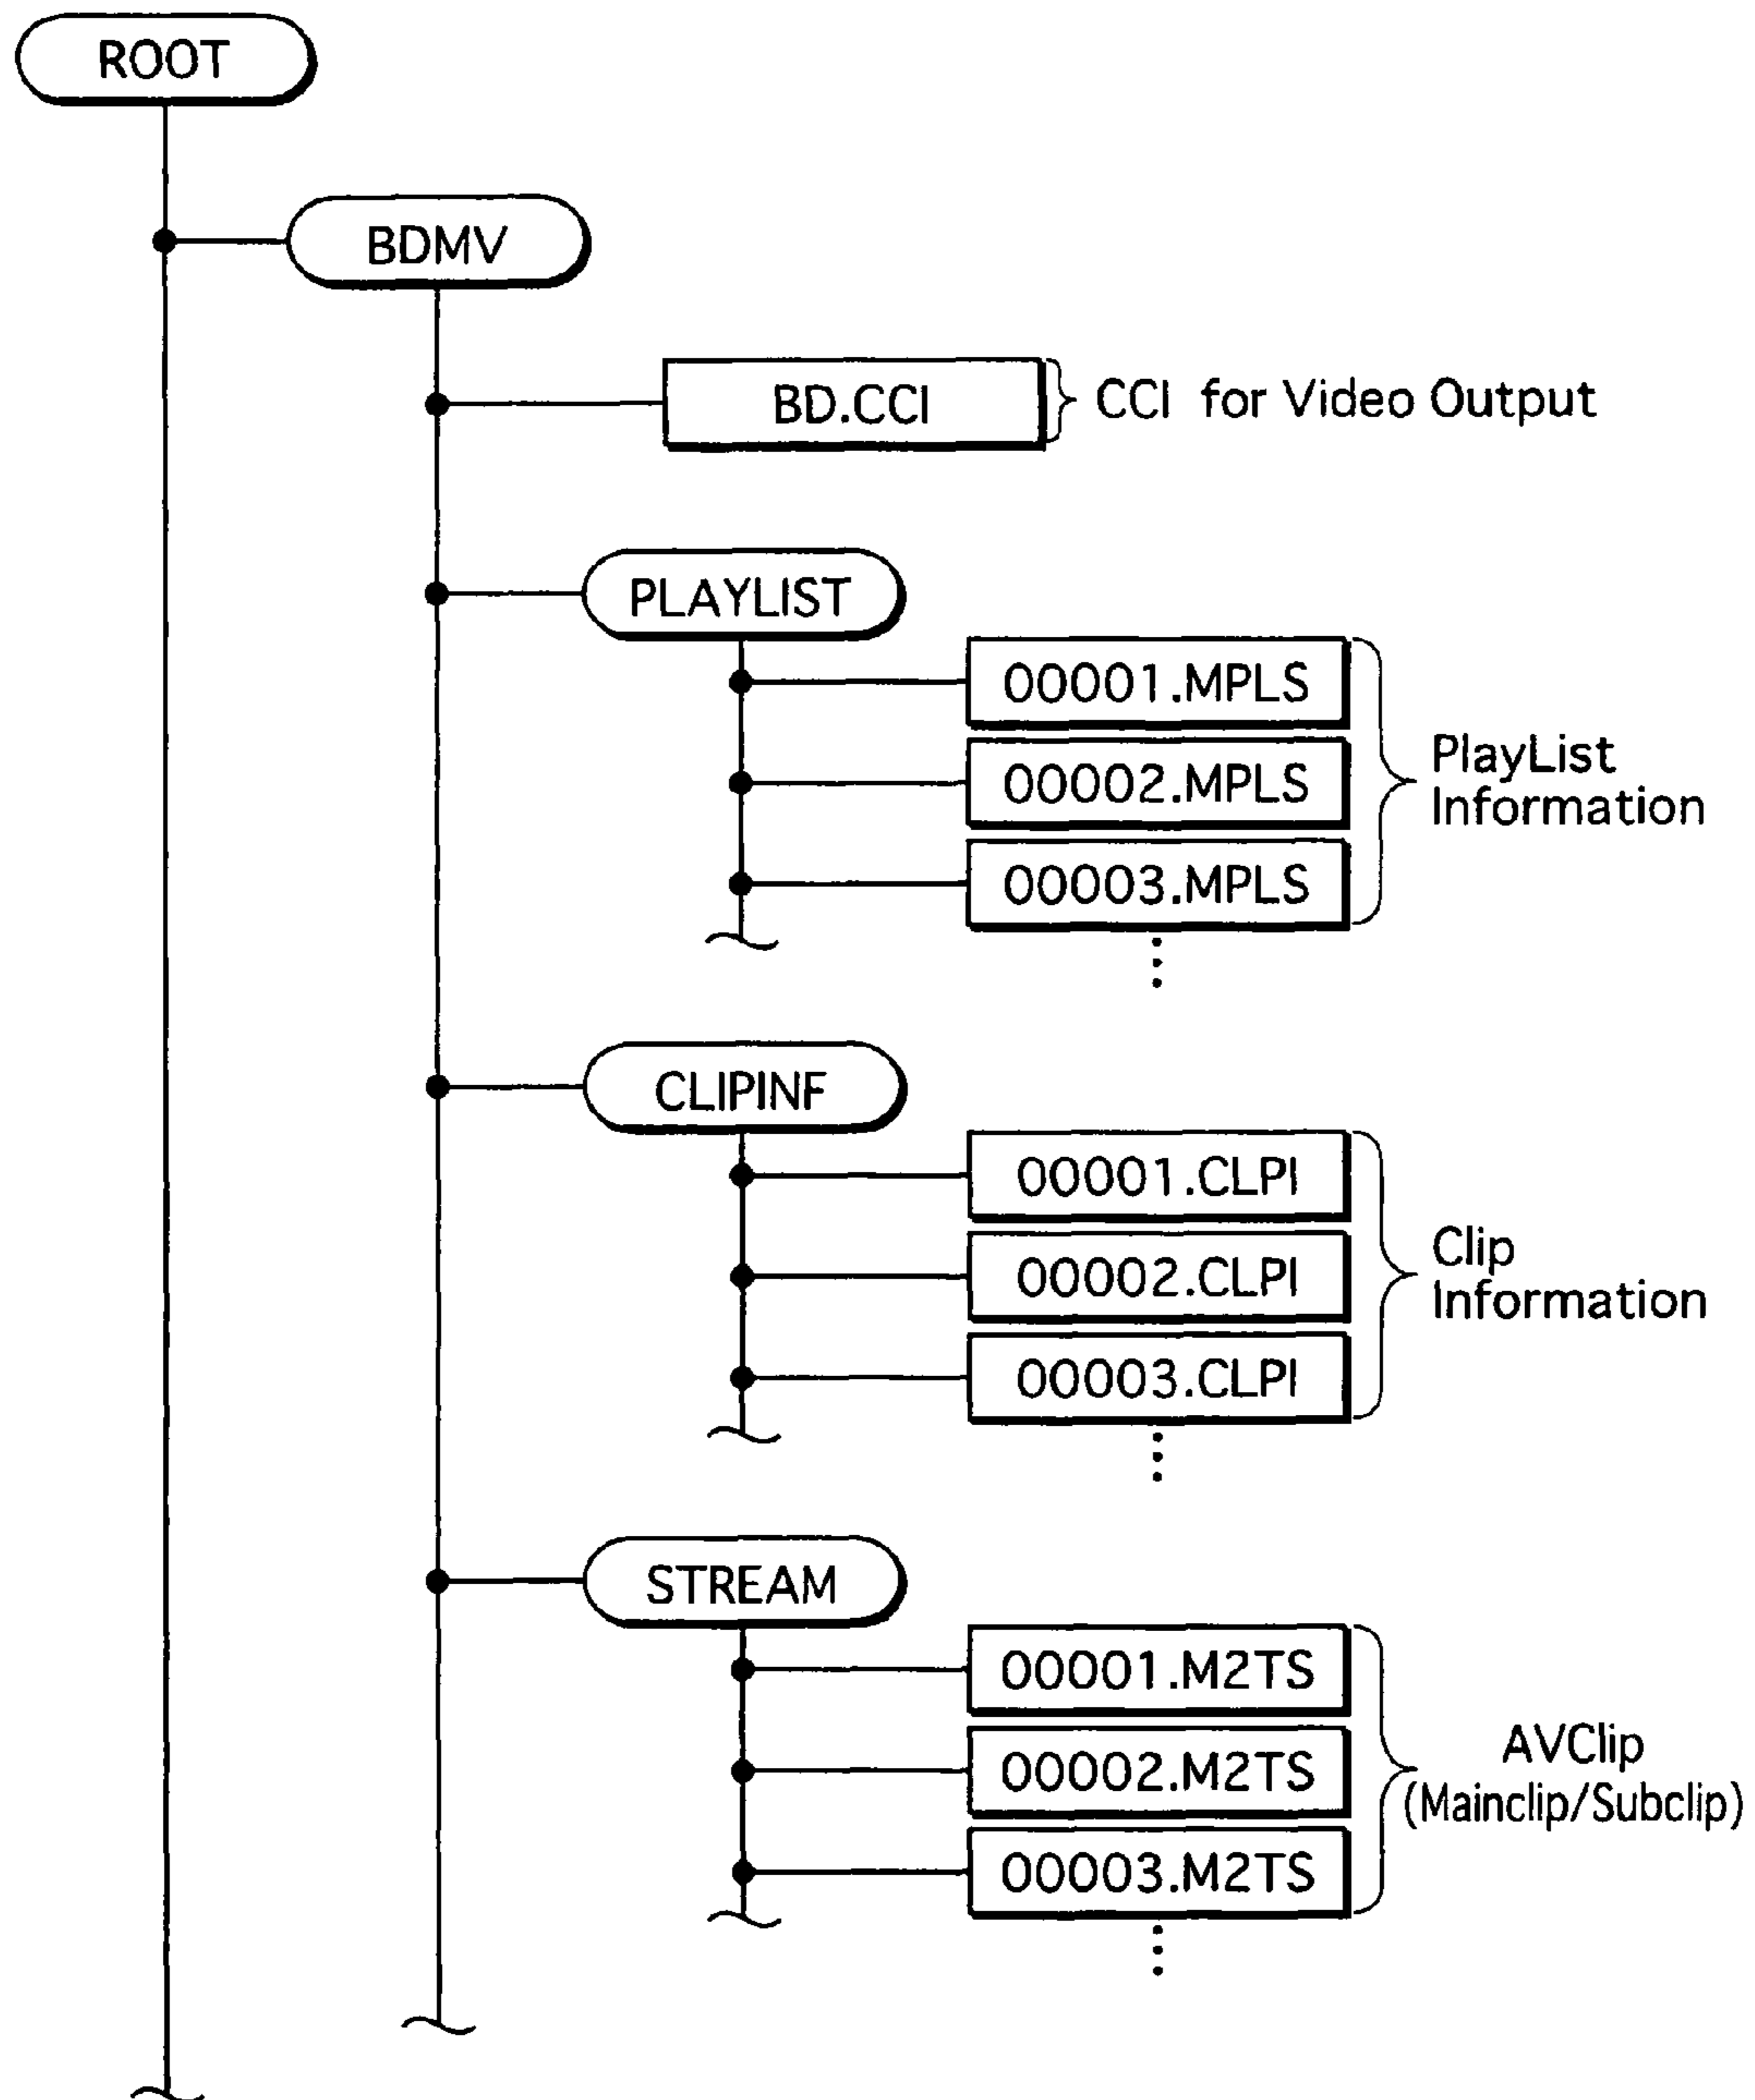 ROOT
BDMV
BD.CCI
CCI for Video Output
PLAYLIST
00001.MPLS
00002.MPLS
00003.MPLS
PlayList
Information
CLIPINF
00001.CLPI
00002.CLPI
00003.CLPI
Clip
Information
STREAM
00001.M2TS
00002.M2TS
00003.M2TS
AVClip
(Mainclip/Subclip)